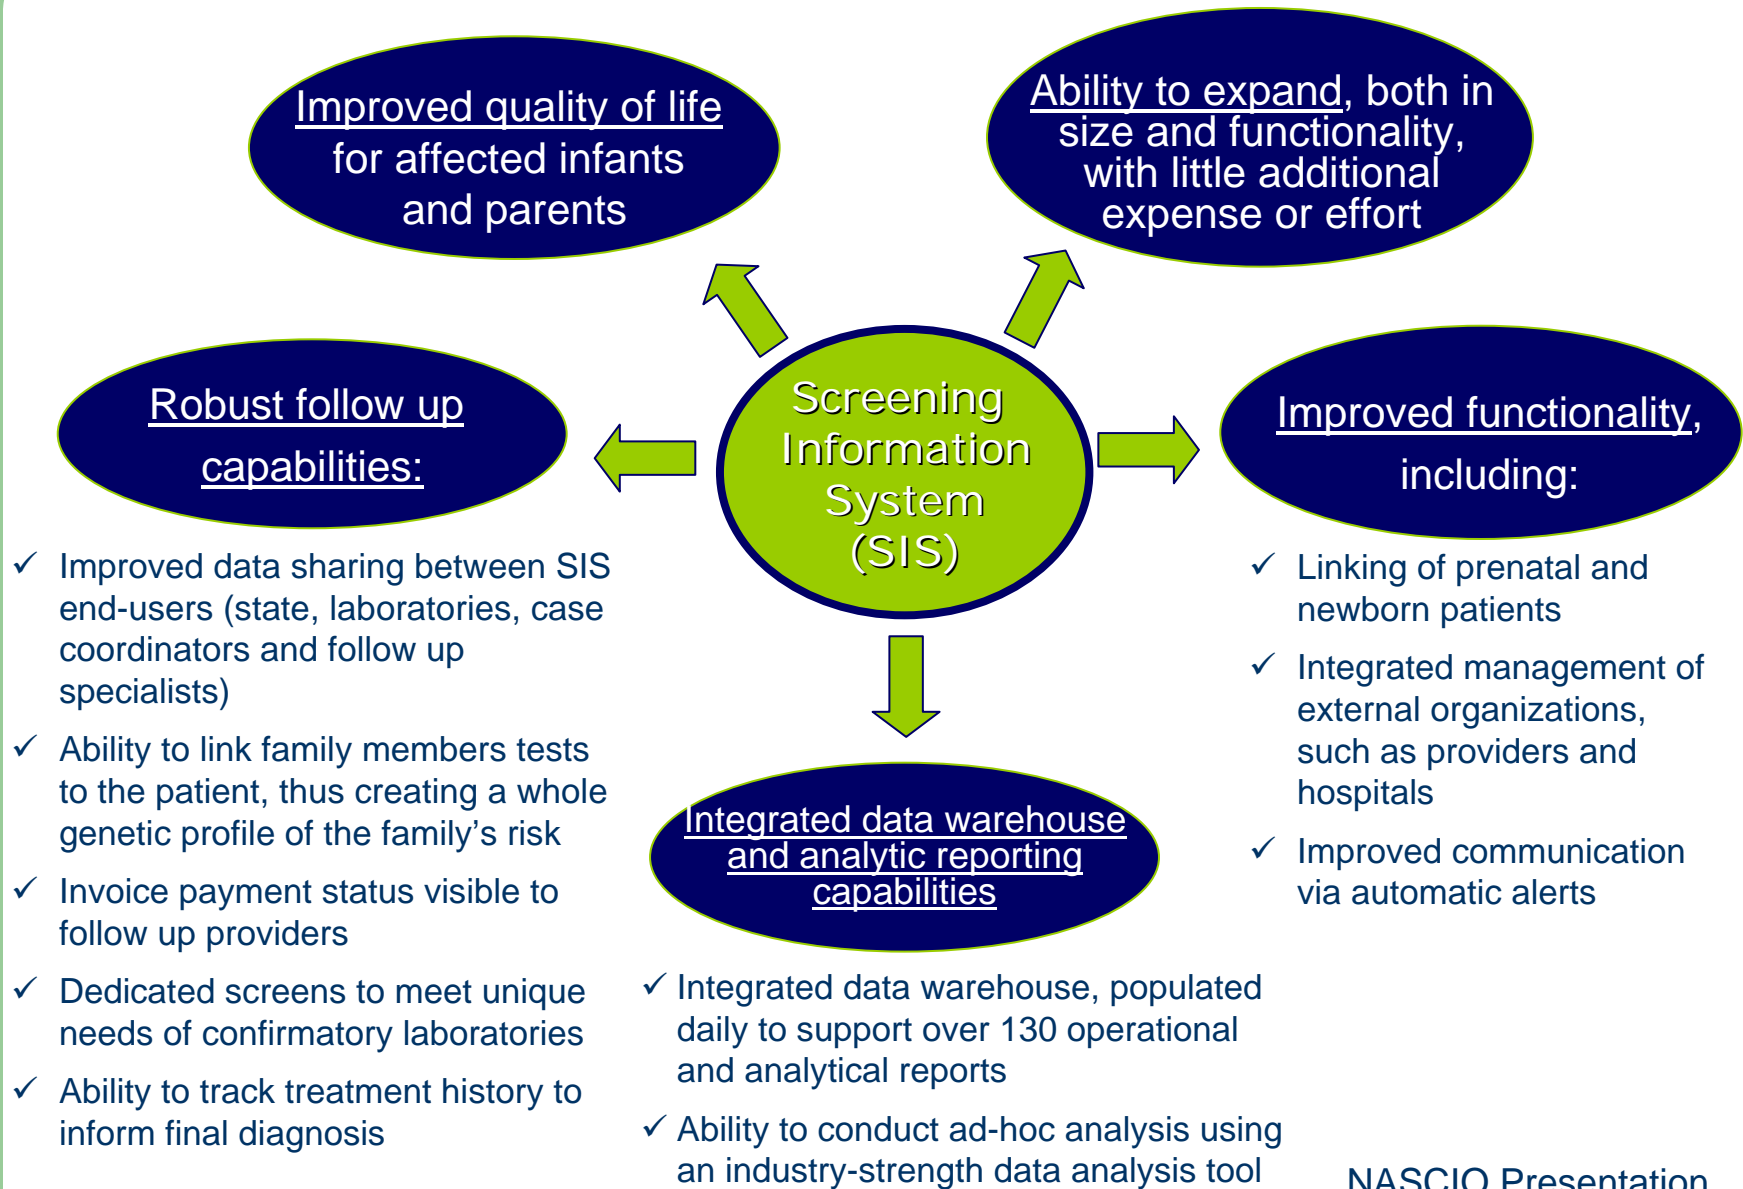 Improved quality of life
for affected infants
and parents
Ability to expand, both in
size and functionality,
with little additional
expense or effort
Screening
Information
System
(SIS)
Robust follow up
capabilities:
✓ Improved data sharing between SIS
end-users (state, laboratories, case
coordinators and follow up
specialists)
✓ Ability to link family members tests
to the patient, thus creating a whole
genetic profile of the family’s risk
✓ Invoice payment status visible to
follow up providers
✓ Dedicated screens to meet unique
needs of confirmatory laboratories
✓ Ability to track treatment history to
inform final diagnosis
Integrated data warehouse
and analytic reporting
capabilities
✓ Integrated data warehouse, populated
daily to support over 130 operational
and analytical reports
✓ Ability to conduct ad-hoc analysis using
an industry-strength data analysis tool
Improved functionality,
including:
✓ Linking of prenatal and
newborn patients
✓ Integrated management of
external organizations,
such as providers and
hospitals
✓ Improved communication
via automatic alerts
NASCIO Presentation